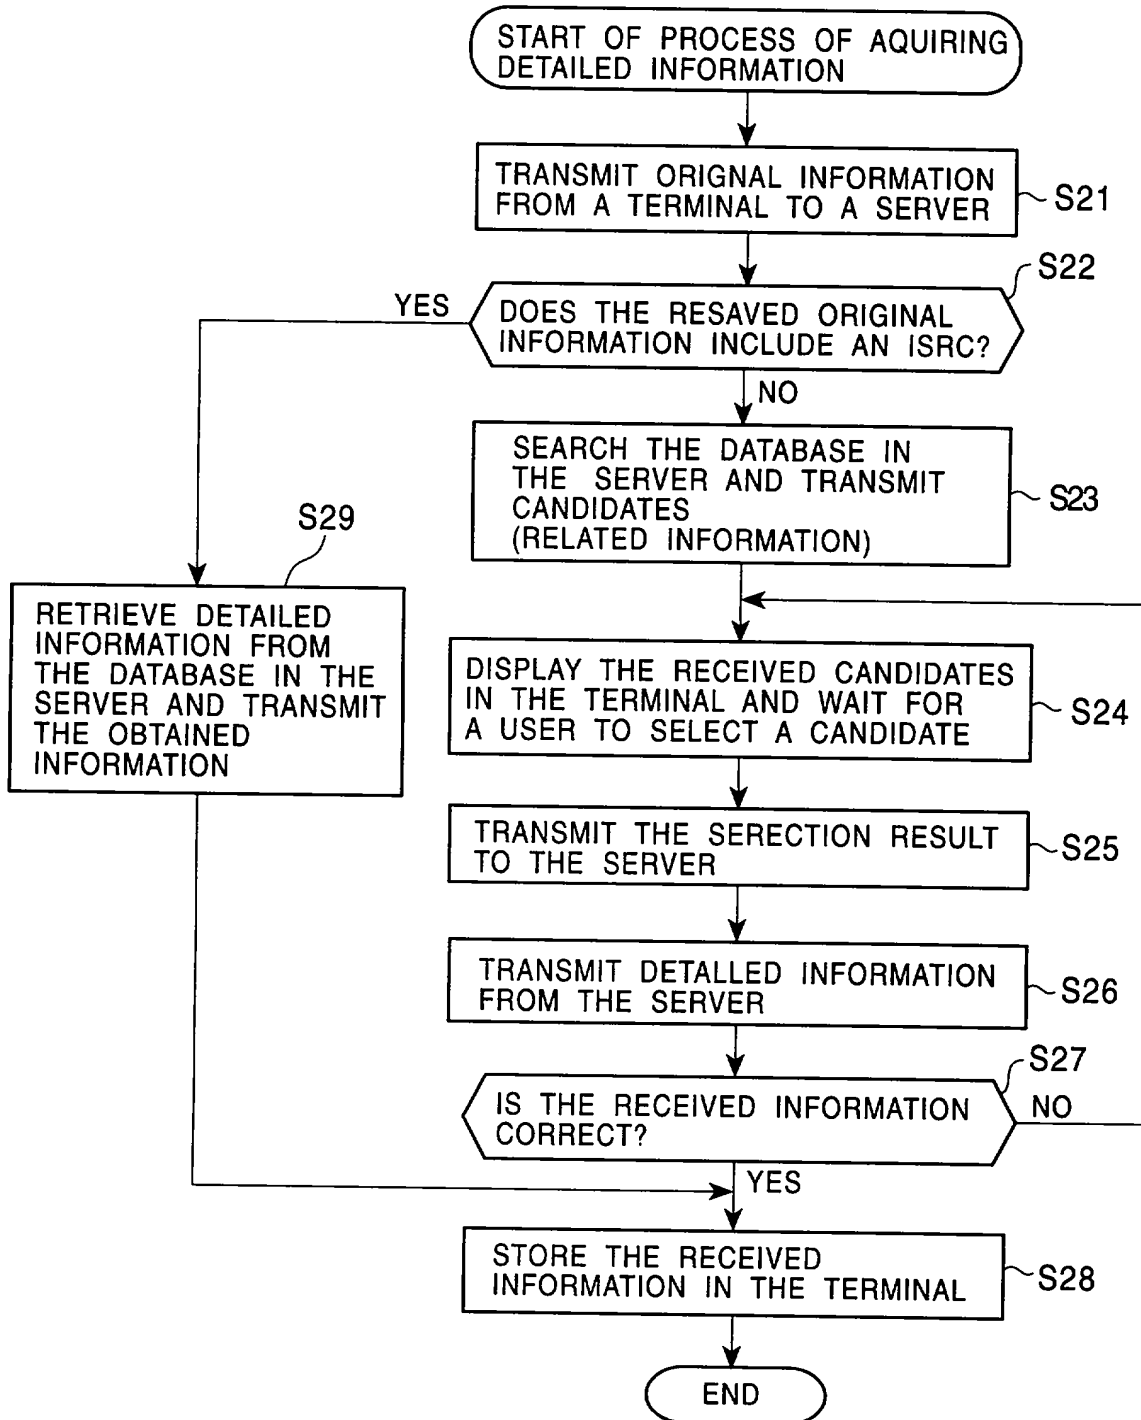 START OF PROCESS OF AQUIRING
DETAILED INFORMATION
TRANSMIT ORIGNAL INFORMATION
FROM A TERMINAL TO A SERVER
S21
S22
YES
DOES THE RESAVED ORIGINAL
INFORMATION INCLUDE AN ISRC?
NO
SEARCH THE DATABASE IN
THE SERVER AND TRANSMIT
CANDIDATES
(RELATED INFORMATION)
S23
S29
RETRIEVE DETAILED
INFORMATION FROM
THE DATABASE IN THE
SERVER AND TRANSMIT
THE OBTAINED
INFORMATION
DISPLAY THE RECEIVED CANDIDATES
IN THE TERMINAL AND WAIT FOR
A USER TO SELECT A CANDIDATE
S24
TRANSMIT THE SERECTION RESULT
TO THE SERVER
S25
TRANSMIT DETALLED INFORMATION
FROM THE SERVER
S26
S27
IS THE RECEIVED INFORMATION
CORRECT?
NO
YES
STORE THE RECEIVED
INFORMATION IN THE TERMINAL
S28
END